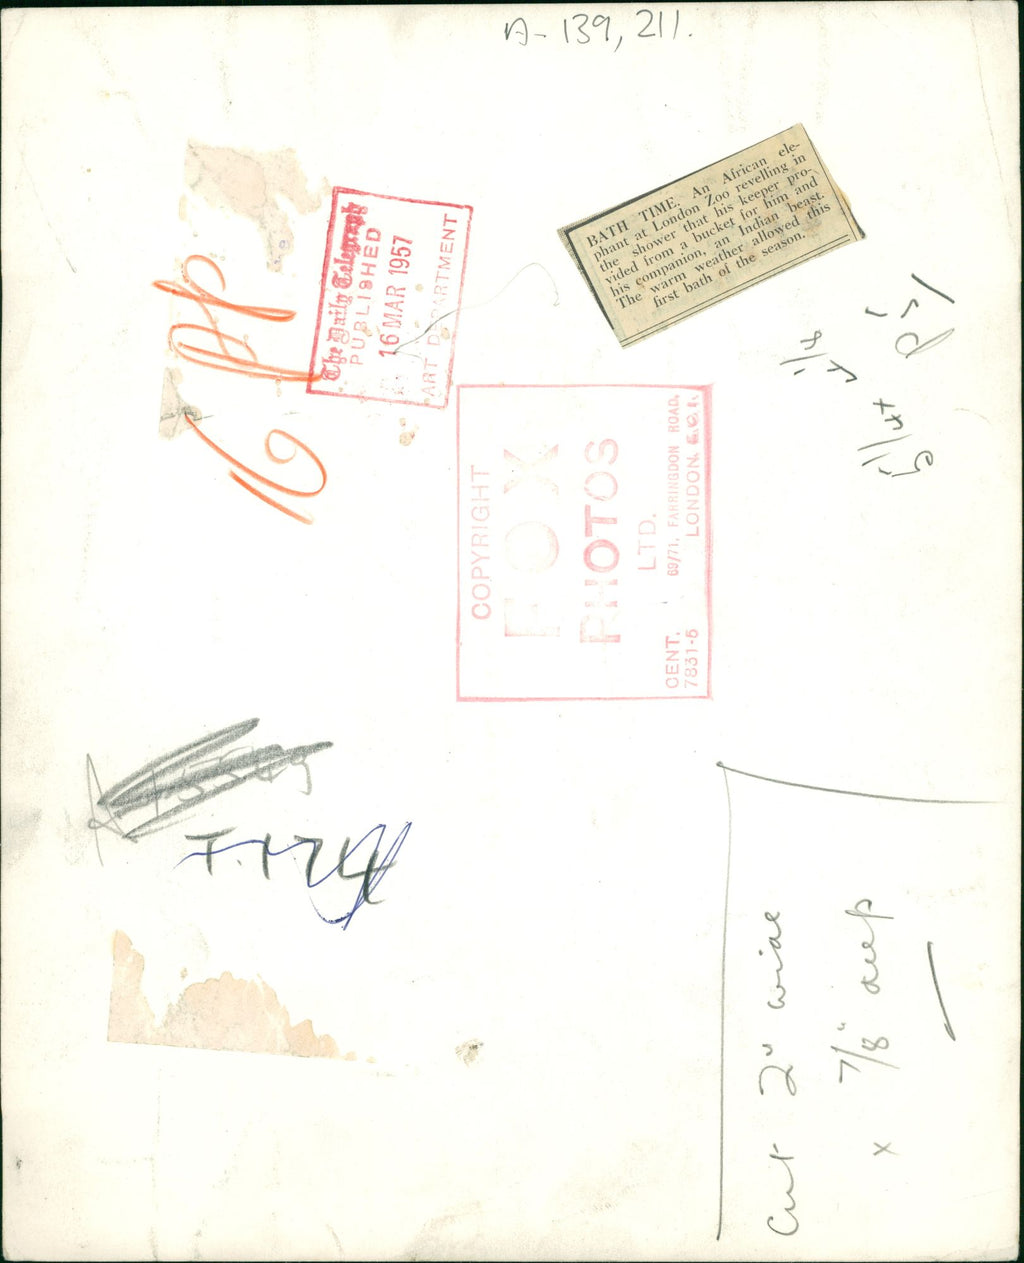 A-139,211.
BATH TIME. An African ele-
phant at London Zoo revelling in
the shower that his keeper pro-
vided from a bucket for him and
his companion, an Indian beast.
The warm weather allowed this
first bath of the season.
The Daily Telegraph
PUBLISHED
16 MAR 1957
ART DEPARTMENT
16
COPYRIGHT
FOX
PHOTOS
LTD.
69/71, FARRINGDON ROAD,
LONDON. E.C.1.
CENT.
7831-5
Cut 2" wide
x 7/8" deep